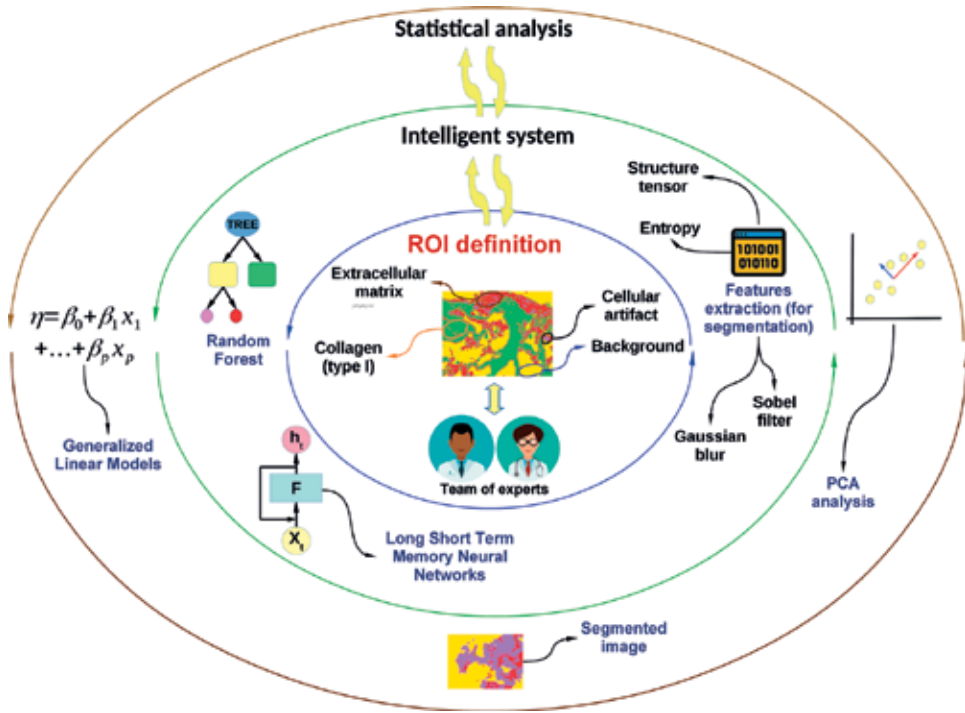 Statistical analysis
Intelligent system
ROI definition
Structure
tensor
Entropy
101001
010110
Features
extraction (for
segmentation)
Sobel
filter
Gaussian
blur
TREE
Random
Forest
Extracellular
matrix
Collagen
(type I)
Cellular
artifact
Background
Team of experts
η=β₀+β₁x₁
+...+βₚxₚ
Generalized
Linear Models
hₜ
F
Xₜ
Long Short Term
Memory Neural
Networks
PCA
analysis
Segmented
image